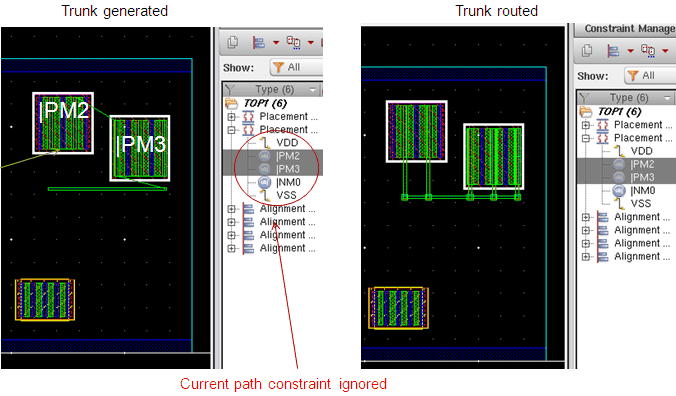 Trunk generated
Trunk routed
Constraint Manage
Show: All
Show: All
Type (6)
Type (6)
TOP1 (6)
Placement ...
Placement ...
VDD
|PM2
|PM3
|NM0
VSS
Alignment ...
Alignment ...
Alignment ...
Alignment ...
TOP1 (6)
Placement ...
Placement ...
VDD
|PM2
|PM3
|NM0
VSS
Alignment ...
Alignment ...
Alignment ...
Alignment ...
|PM2
|PM3
Current path constraint ignored